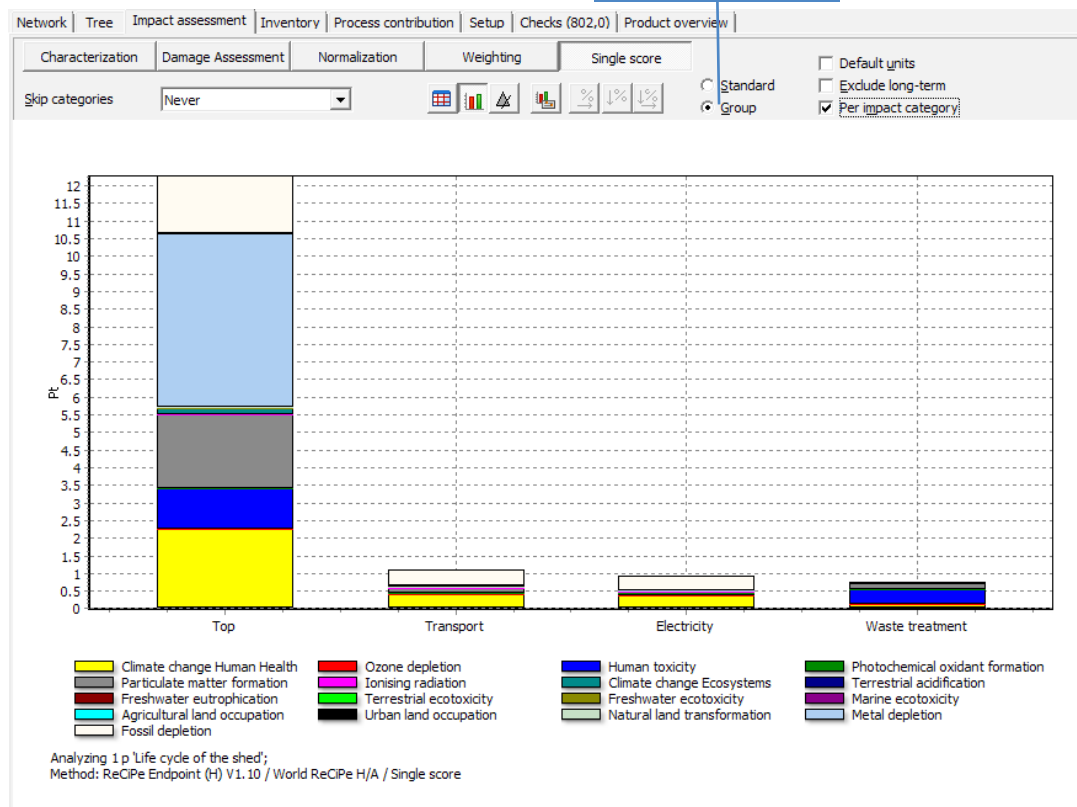 Network Tree Impact assessment Inventory Process contribution Setup Checks (802,0) Product overview
Characterization Damage Assessment Normalization Weighting Single score
Default units
Skip categories Never
Standard Exclude long-term
Group Per impact category
12
11.5
11
10.5
10
9.5
9
8.5
8
7.5
7
6.5
6
5.5
5
4.5
4
3.5
3
2.5
2
1.5
1
0.5
0
Pt
Top Transport Electricity Waste treatment
Climate change Human Health Ozone depletion Human toxicity Photochemical oxidant formation
Particulate matter formation Ionising radiation Climate change Ecosystems Terrestrial acidification
Freshwater eutrophication Terrestrial ecotoxicity Freshwater ecotoxicity Marine ecotoxicity
Agricultural land occupation Urban land occupation Natural land transformation Metal depletion
Fossil depletion
Analyzing 1 p 'Life cycle of the shed';
Method: ReCiPe Endpoint (H) V1.10 / World ReCiPe H/A / Single score